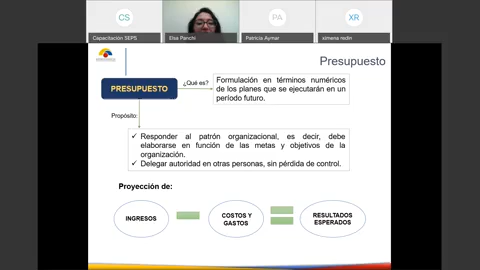 CS
PA
XR
Capacitación SEPS
Elsa Panchi
Patricia Aymar
ximena redin
Presupuesto
PRESUPUESTO
¿Qué es?
Formulación en términos numéricos
de los planes que se ejecutarán en un
período futuro.
Propósito:
✓ Responder al patrón organizacional, es decir, debe
elaborarse en función de las metas y objetivos de la
organización.
✓ Delegar autoridad en otras personas, sin pérdida de control.
Proyección de:
INGRESOS
COSTOS Y
GASTOS
RESULTADOS
ESPERADOS